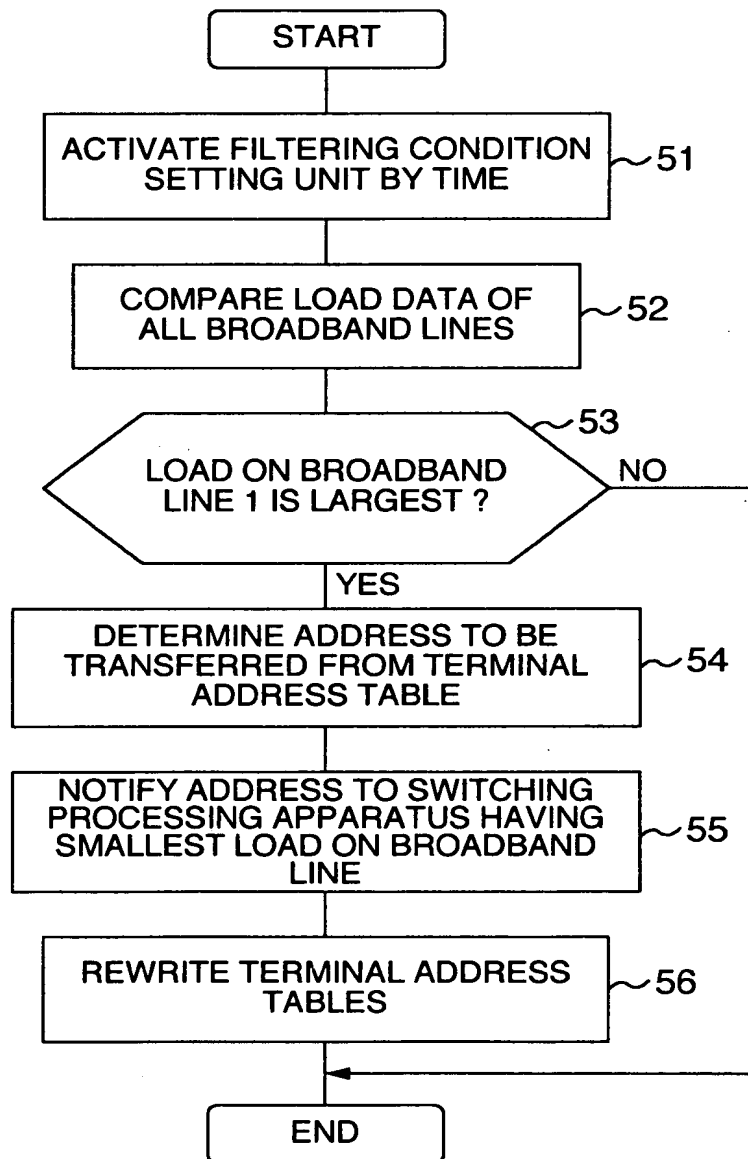 START
ACTIVATE FILTERING CONDITION
SETTING UNIT BY TIME
51
COMPARE LOAD DATA OF
ALL BROADBAND LINES
52
53
LOAD ON BROADBAND
LINE 1 IS LARGEST ?
NO
YES
DETERMINE ADDRESS TO BE
TRANSFERRED FROM TERMINAL
ADDRESS TABLE
54
NOTIFY ADDRESS TO SWITCHING
PROCESSING APPARATUS HAVING
SMALLEST LOAD ON BROADBAND
LINE
55
REWRITE TERMINAL ADDRESS
TABLES
56
END